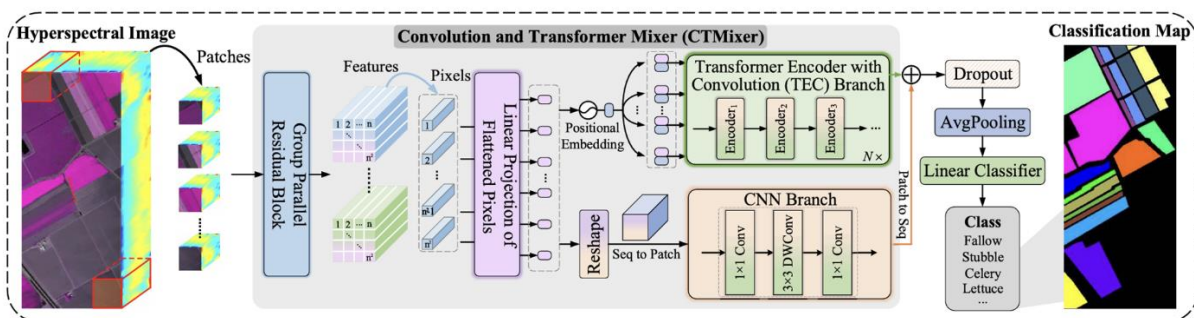 Hyperspectral Image
Patches
Convolution and Transformer Mixer (CTMixer)
Group Parallel
Residual Block
Features
1 2 ... n
n²
1 2 ... n
n²
Pixels
1
2
n²-1
n²
Linear Projection of
Flattened Pixels
Positional
Embedding
Transformer Encoder with
Convolution (TEC) Branch
Encoder₁
Encoder₂
Encoder₃
...
N×
Reshape
Seq to Patch
CNN Branch
1×1 Conv
3×3 DWConv
1×1 Conv
Patch to Seq
Dropout
AvgPooling
Linear Classifier
Class
Fallow
Stubble
Celery
Lettuce
...
Classification Map